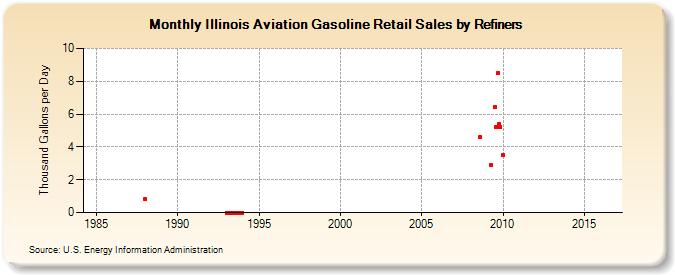 Monthly Illinois Aviation Gasoline Retail Sales by Refiners
Thousand Gallons per Day
10
8
6
4
2
0
1985 1990 1995 2000 2005 2010 2015
Source: U.S. Energy Information Administration